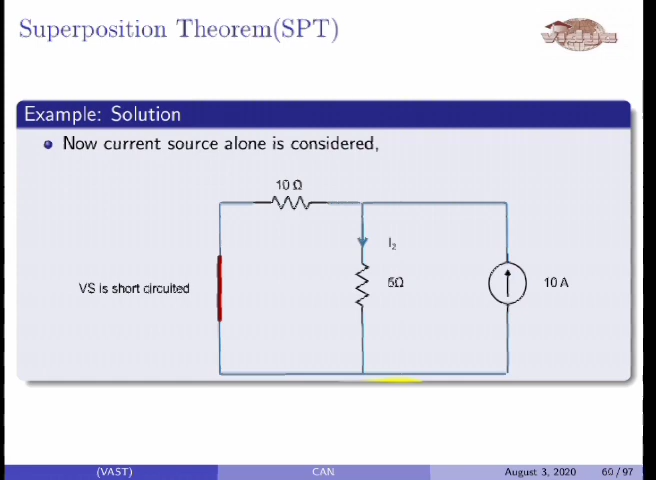 Superposition Theorem(SPT)
vidya
Example: Solution
Now current source alone is considered,
10 Ω
I2
5Ω
10 A
VS is short circuited
(VAST)
CAN
August 3, 2020
60 / 97